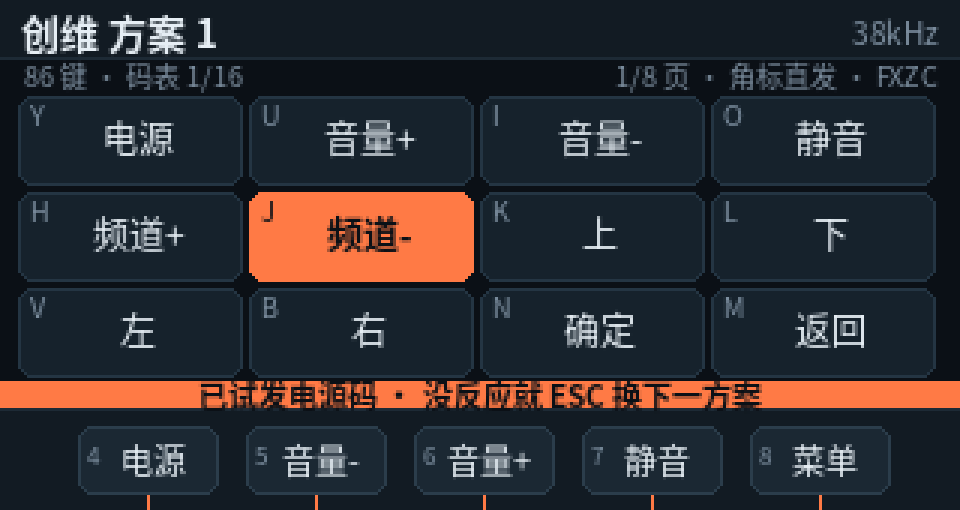 创维 方案 1 38kHz
86 键 · 码表 1/16 1/8 页 · 角标直发 · FXZC
Y 电源 U 音量+ I 音量- O 静音
H 频道+ J 频道- K 上 L 下
V 左 B 右 N 确定 M 返回
已试发电源码 · 没反应就 ESC 换下一方案
4 电源 5 音量- 6 音量+ 7 静音 8 菜单